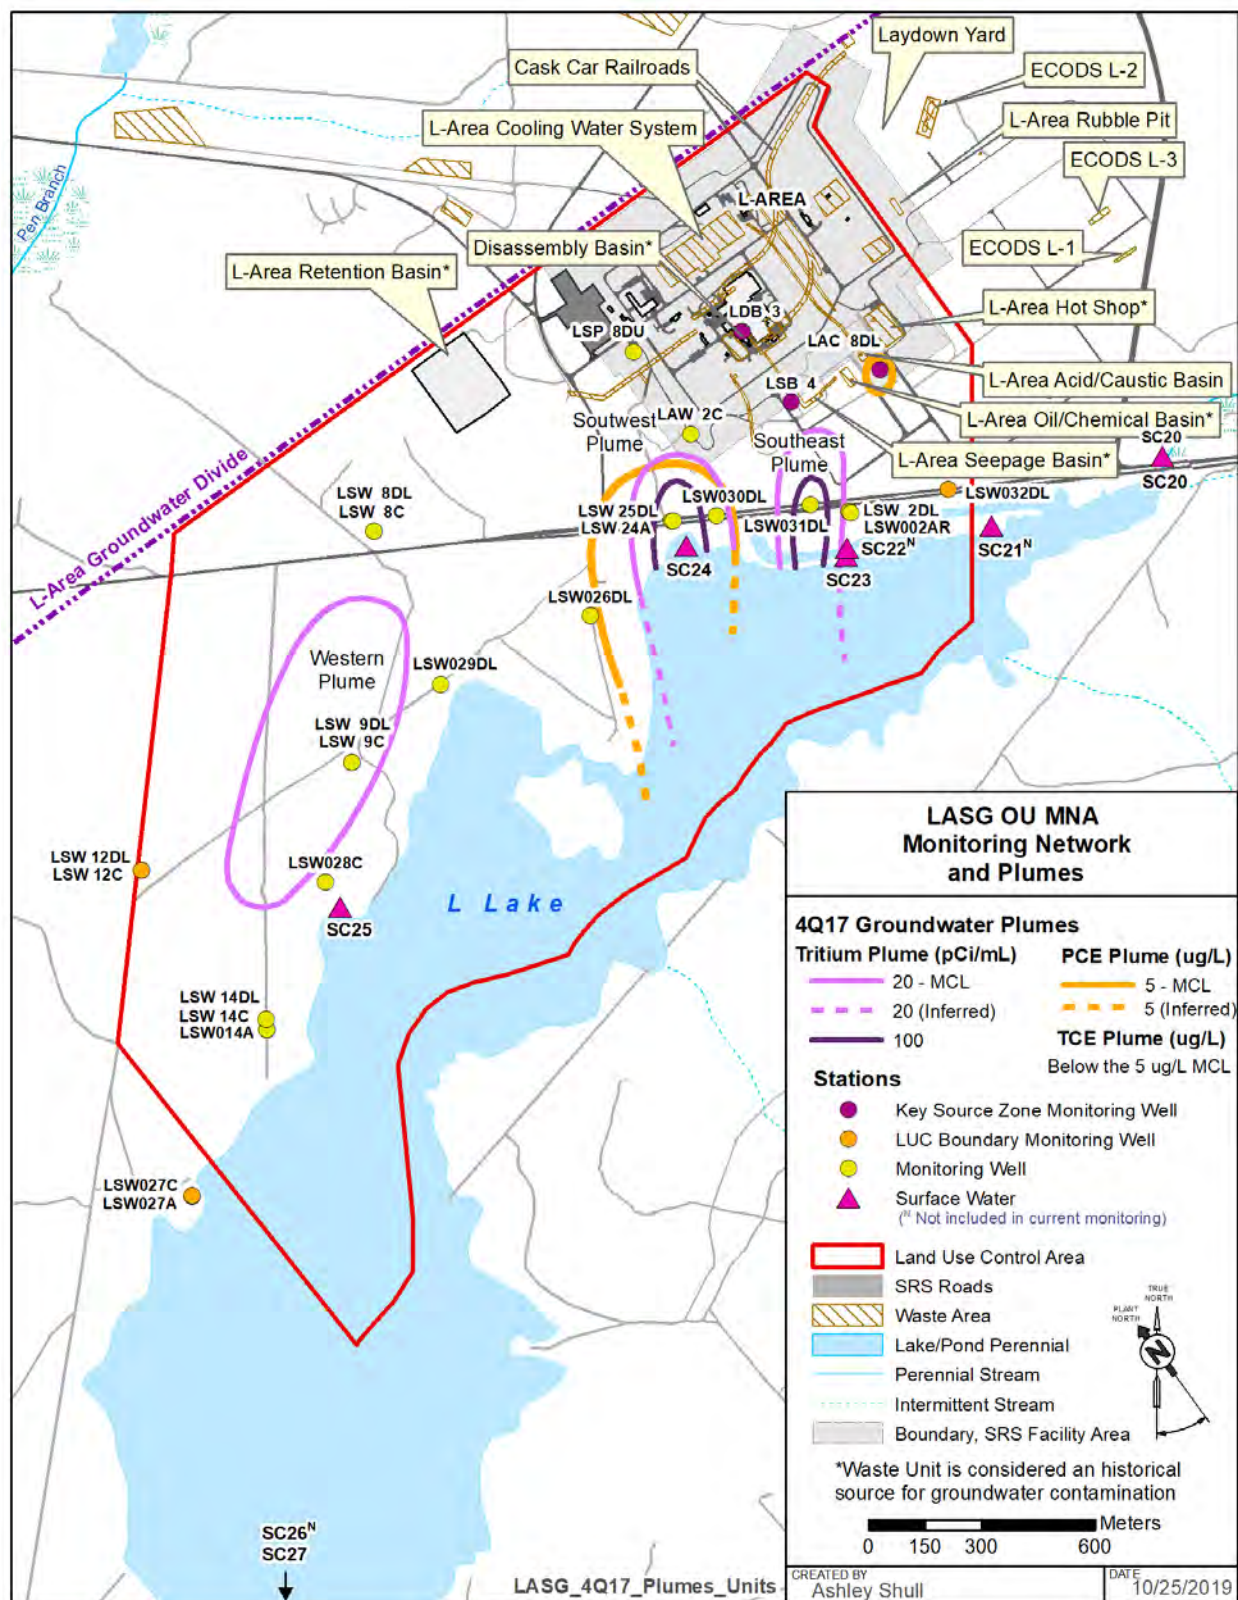 Laydown Yard
Cask Car Railroads
ECODS L-2
L-Area Cooling Water System
L-Area Rubble Pit
ECODS L-3
Pen Branch
L-AREA
Disassembly Basin*
ECODS L-1
L-Area Retention Basin*
L-Area Hot Shop*
LDB 3
LSP 8DU
LAC 8DL
L-Area Acid/Caustic Basin
LSB 4
L-Area Oil/Chemical Basin*
LAW 2C
Soutwest
Plume
Southeast
Plume
SC20
SC20
L-Area Seepage Basin*
L-Area Groundwater Divide
LSW 8DL
LSW 8C
LSW030DL
LSW032DL
LSW 25DL
LSW 24A
LSW031DL
LSW 2DL
LSW002AR
SC24
SC22N
SC23
SC21N
LSW026DL
Western
Plume
LSW029DL
LSW 9DL
LSW 9C
LSW 12DL
LSW 12C
LSW028C
SC25
L Lake
LSW 14DL
LSW 14C
LSW014A
LSW027C
LSW027A
SC26N
SC27
LASG_4Q17_Plumes_Units
LASG OU MNA
Monitoring Network
and Plumes
4Q17 Groundwater Plumes
Tritium Plume (pCi/mL)
20 - MCL
20 (Inferred)
100
PCE Plume (ug/L)
5 - MCL
5 (Inferred)
TCE Plume (ug/L)
Below the 5 ug/L MCL
Stations
Key Source Zone Monitoring Well
LUC Boundary Monitoring Well
Monitoring Well
Surface Water
(N Not included in current monitoring)
Land Use Control Area
SRS Roads
Waste Area
Lake/Pond Perennial
Perennial Stream
Intermittent Stream
Boundary, SRS Facility Area
TRUE
NORTH
PLANT
NORTH
N
*Waste Unit is considered an historical
source for groundwater contamination
Meters
0 150 300 600
CREATED BY
Ashley Shull
DATE
10/25/2019